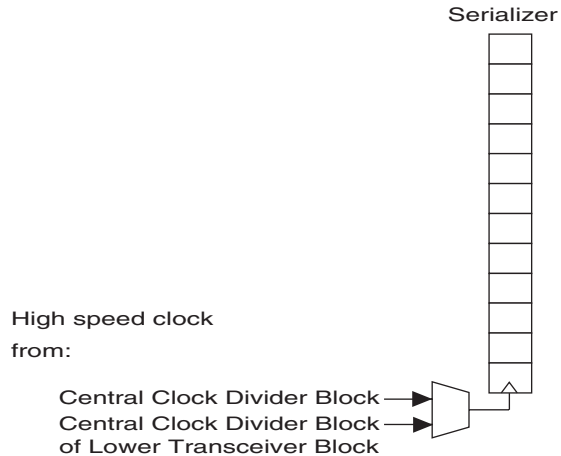 Serializer
High speed clock
from:
Central Clock Divider Block
Central Clock Divider Block
of Lower Transceiver Block